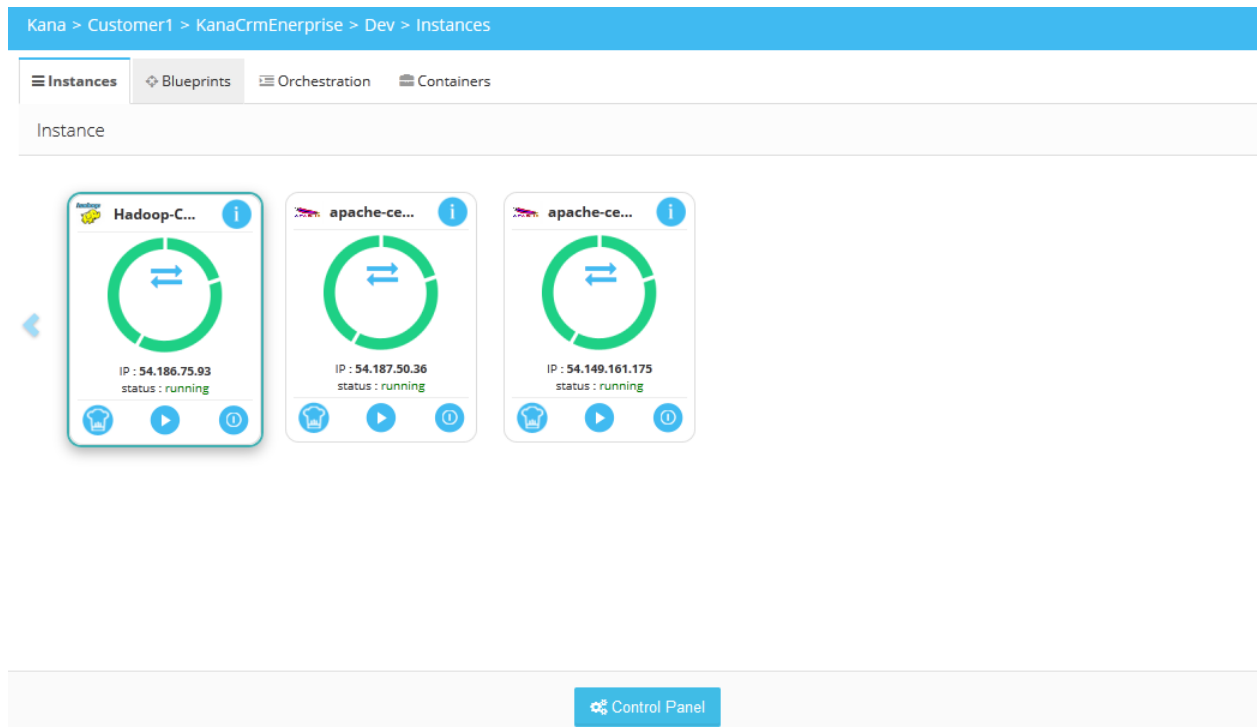 Kana > Customer1 > KanaCrmEnerprise > Dev > Instances
Instances Blueprints Orchestration Containers
Instance
Hadoop-C...
IP : 54.186.75.93
status : running
apache-ce...
IP : 54.187.50.36
status : running
apache-ce...
IP : 54.149.161.175
status : running
Control Panel